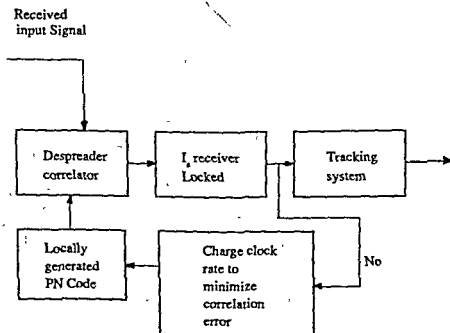 Received
input Signal
Despreader
correlator
I, receiver
Locked
Tracking
system
Locally
generated
PN Code
Charge clock
rate to
minimize
correlation
error
No